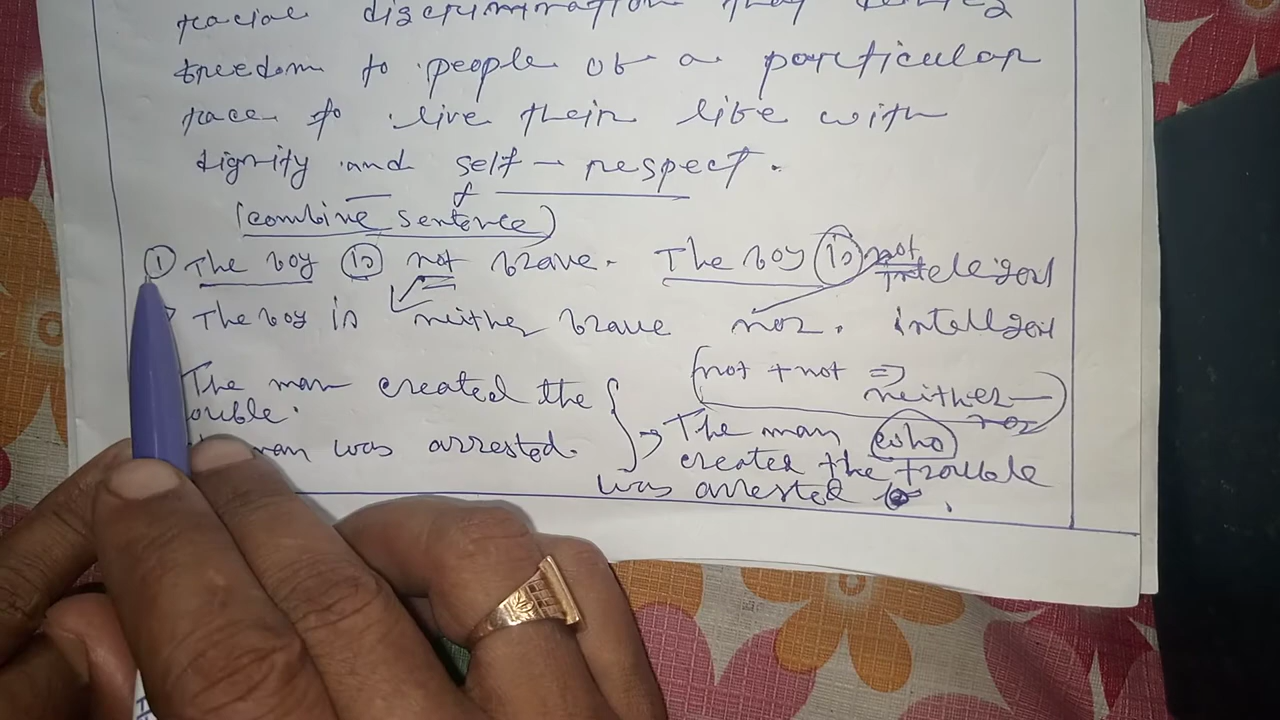 racial discrimination they denied
freedom to people of a particular
race to live their life with
dignity and self - respect.
(combine sentence)
① The boy is not brave. The boy is not inteligent
The boy is neither brave nor. intelligent
(not + not ⇒ neither— nor)
The man created the
ouble.
man was arrested.
} → The man who
created the trouble
was arrested .